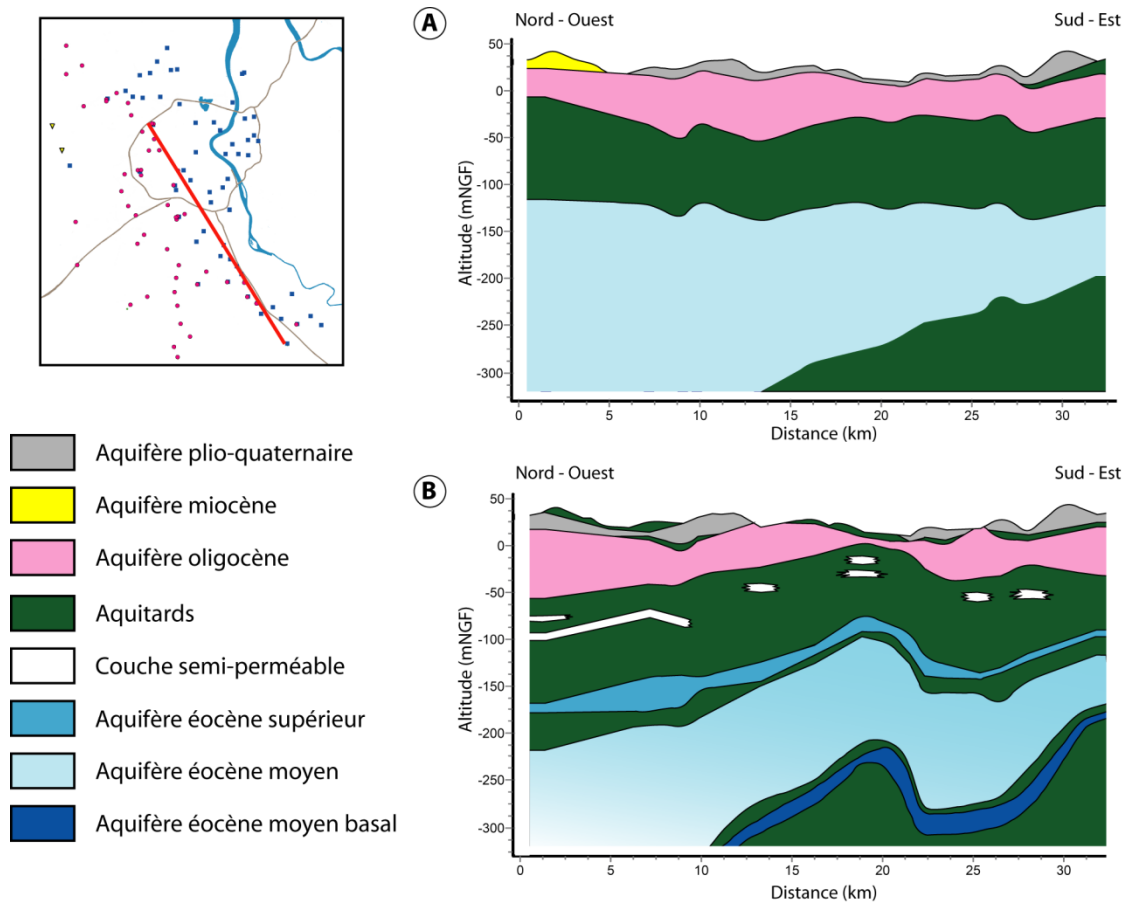 A
Nord - Ouest
Sud - Est
50
0
-50
-100
-150
-200
-250
-300
Altitude (mNGF)
0
5
10
15
20
25
30
Distance (km)
Aquifère plio-quaternaire
Aquifère miocène
Aquifère oligocène
Aquitards
Couche semi-perméable
Aquifère éocène supérieur
Aquifère éocène moyen
Aquifère éocène moyen basal
B
Nord - Ouest
Sud - Est
50
0
-50
-100
-150
-200
-250
-300
Altitude (mNGF)
0
5
10
15
20
25
30
Distance (km)